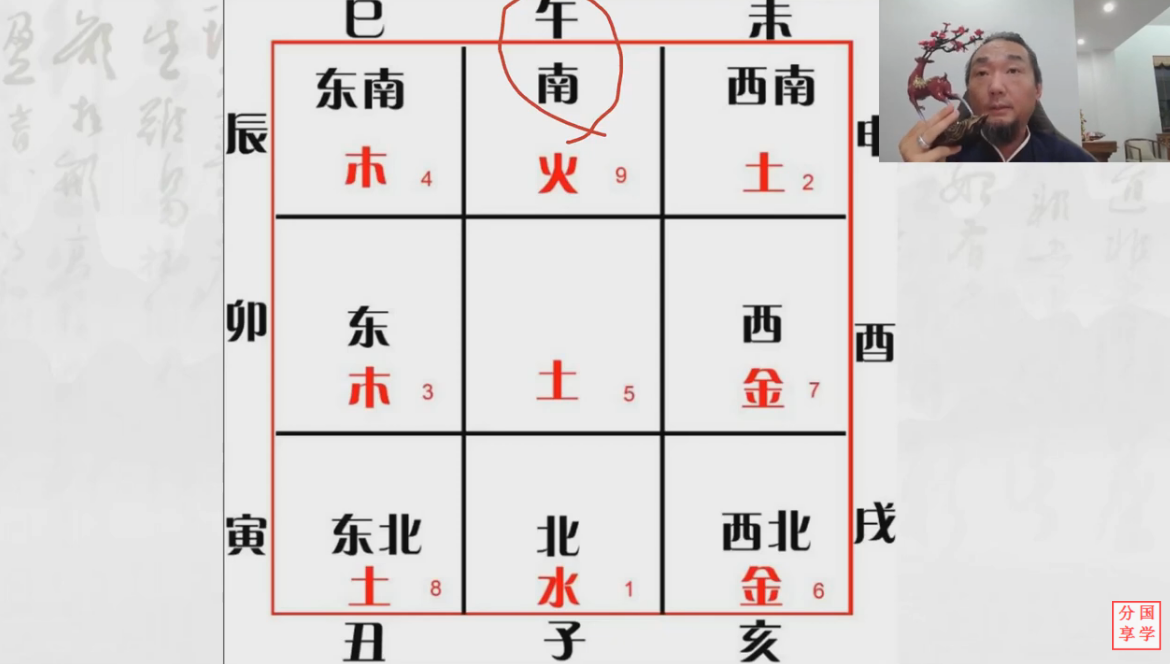 巳 午 未
东南 南 西南
辰
木 4 火 9 土 2
卯 东 西 酉
木 3 土 5 金 7
寅 东北 北 西北 戌
土 8 水 1 金 6
丑 子 亥
分国
享学